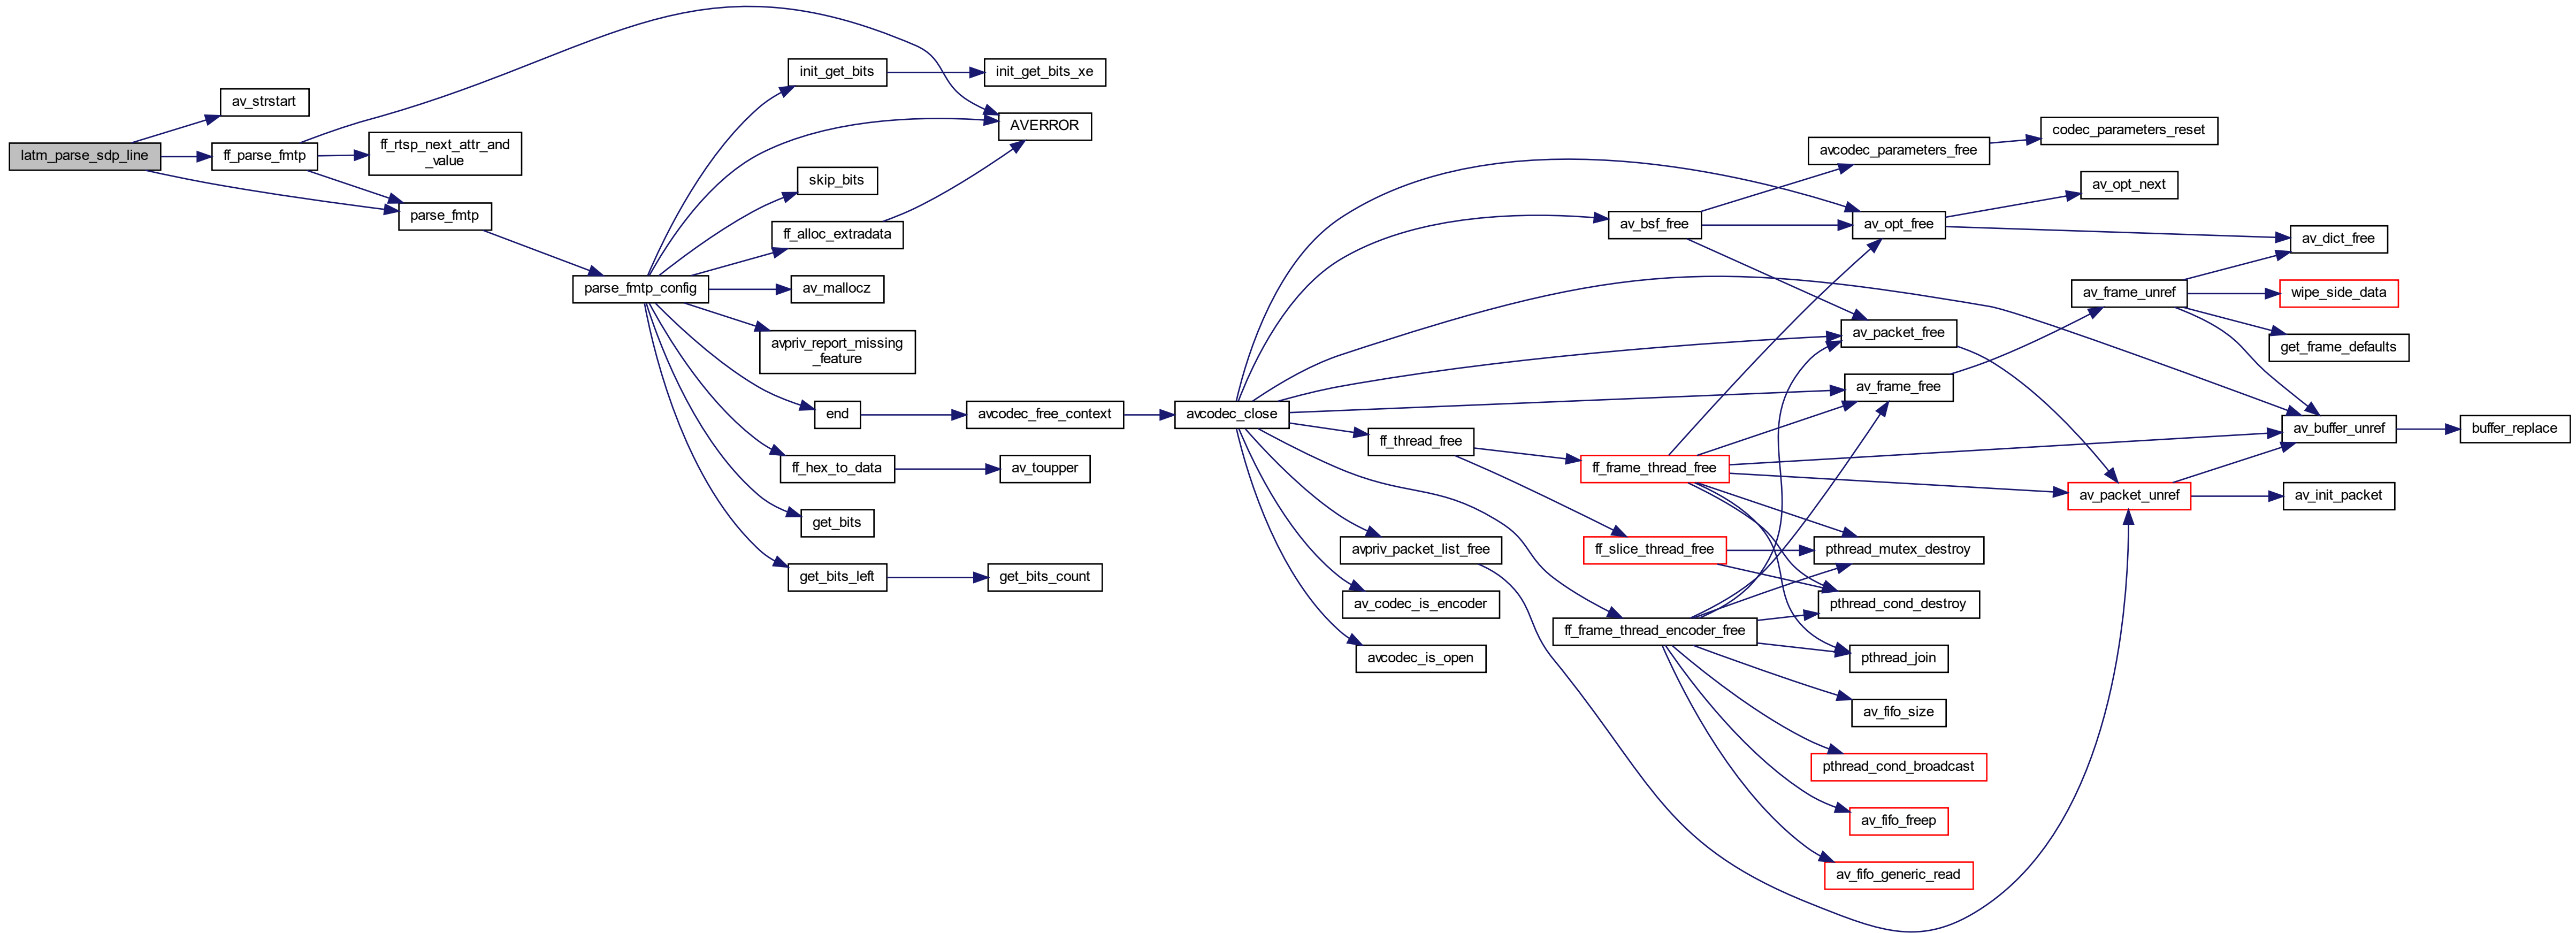 latm_parse_sdp_line
av_strstart
ff_parse_fmtp
ff_rtsp_next_attr_and
_value
parse_fmtp
parse_fmtp_config
init_get_bits
init_get_bits_xe
AVERROR
skip_bits
ff_alloc_extradata
av_mallocz
avpriv_report_missing
_feature
end
avcodec_free_context
ff_hex_to_data
av_toupper
get_bits
get_bits_left
get_bits_count
avcodec_close
ff_thread_free
avpriv_packet_list_free
av_codec_is_encoder
avcodec_is_open
av_bsf_free
ff_frame_thread_free
ff_slice_thread_free
ff_frame_thread_encoder_free
avcodec_parameters_free
codec_parameters_reset
av_opt_free
av_opt_next
av_dict_free
av_packet_free
av_frame_free
av_frame_unref
wipe_side_data
get_frame_defaults
av_buffer_unref
buffer_replace
av_packet_unref
av_init_packet
pthread_mutex_destroy
pthread_cond_destroy
pthread_join
av_fifo_size
pthread_cond_broadcast
av_fifo_freep
av_fifo_generic_read